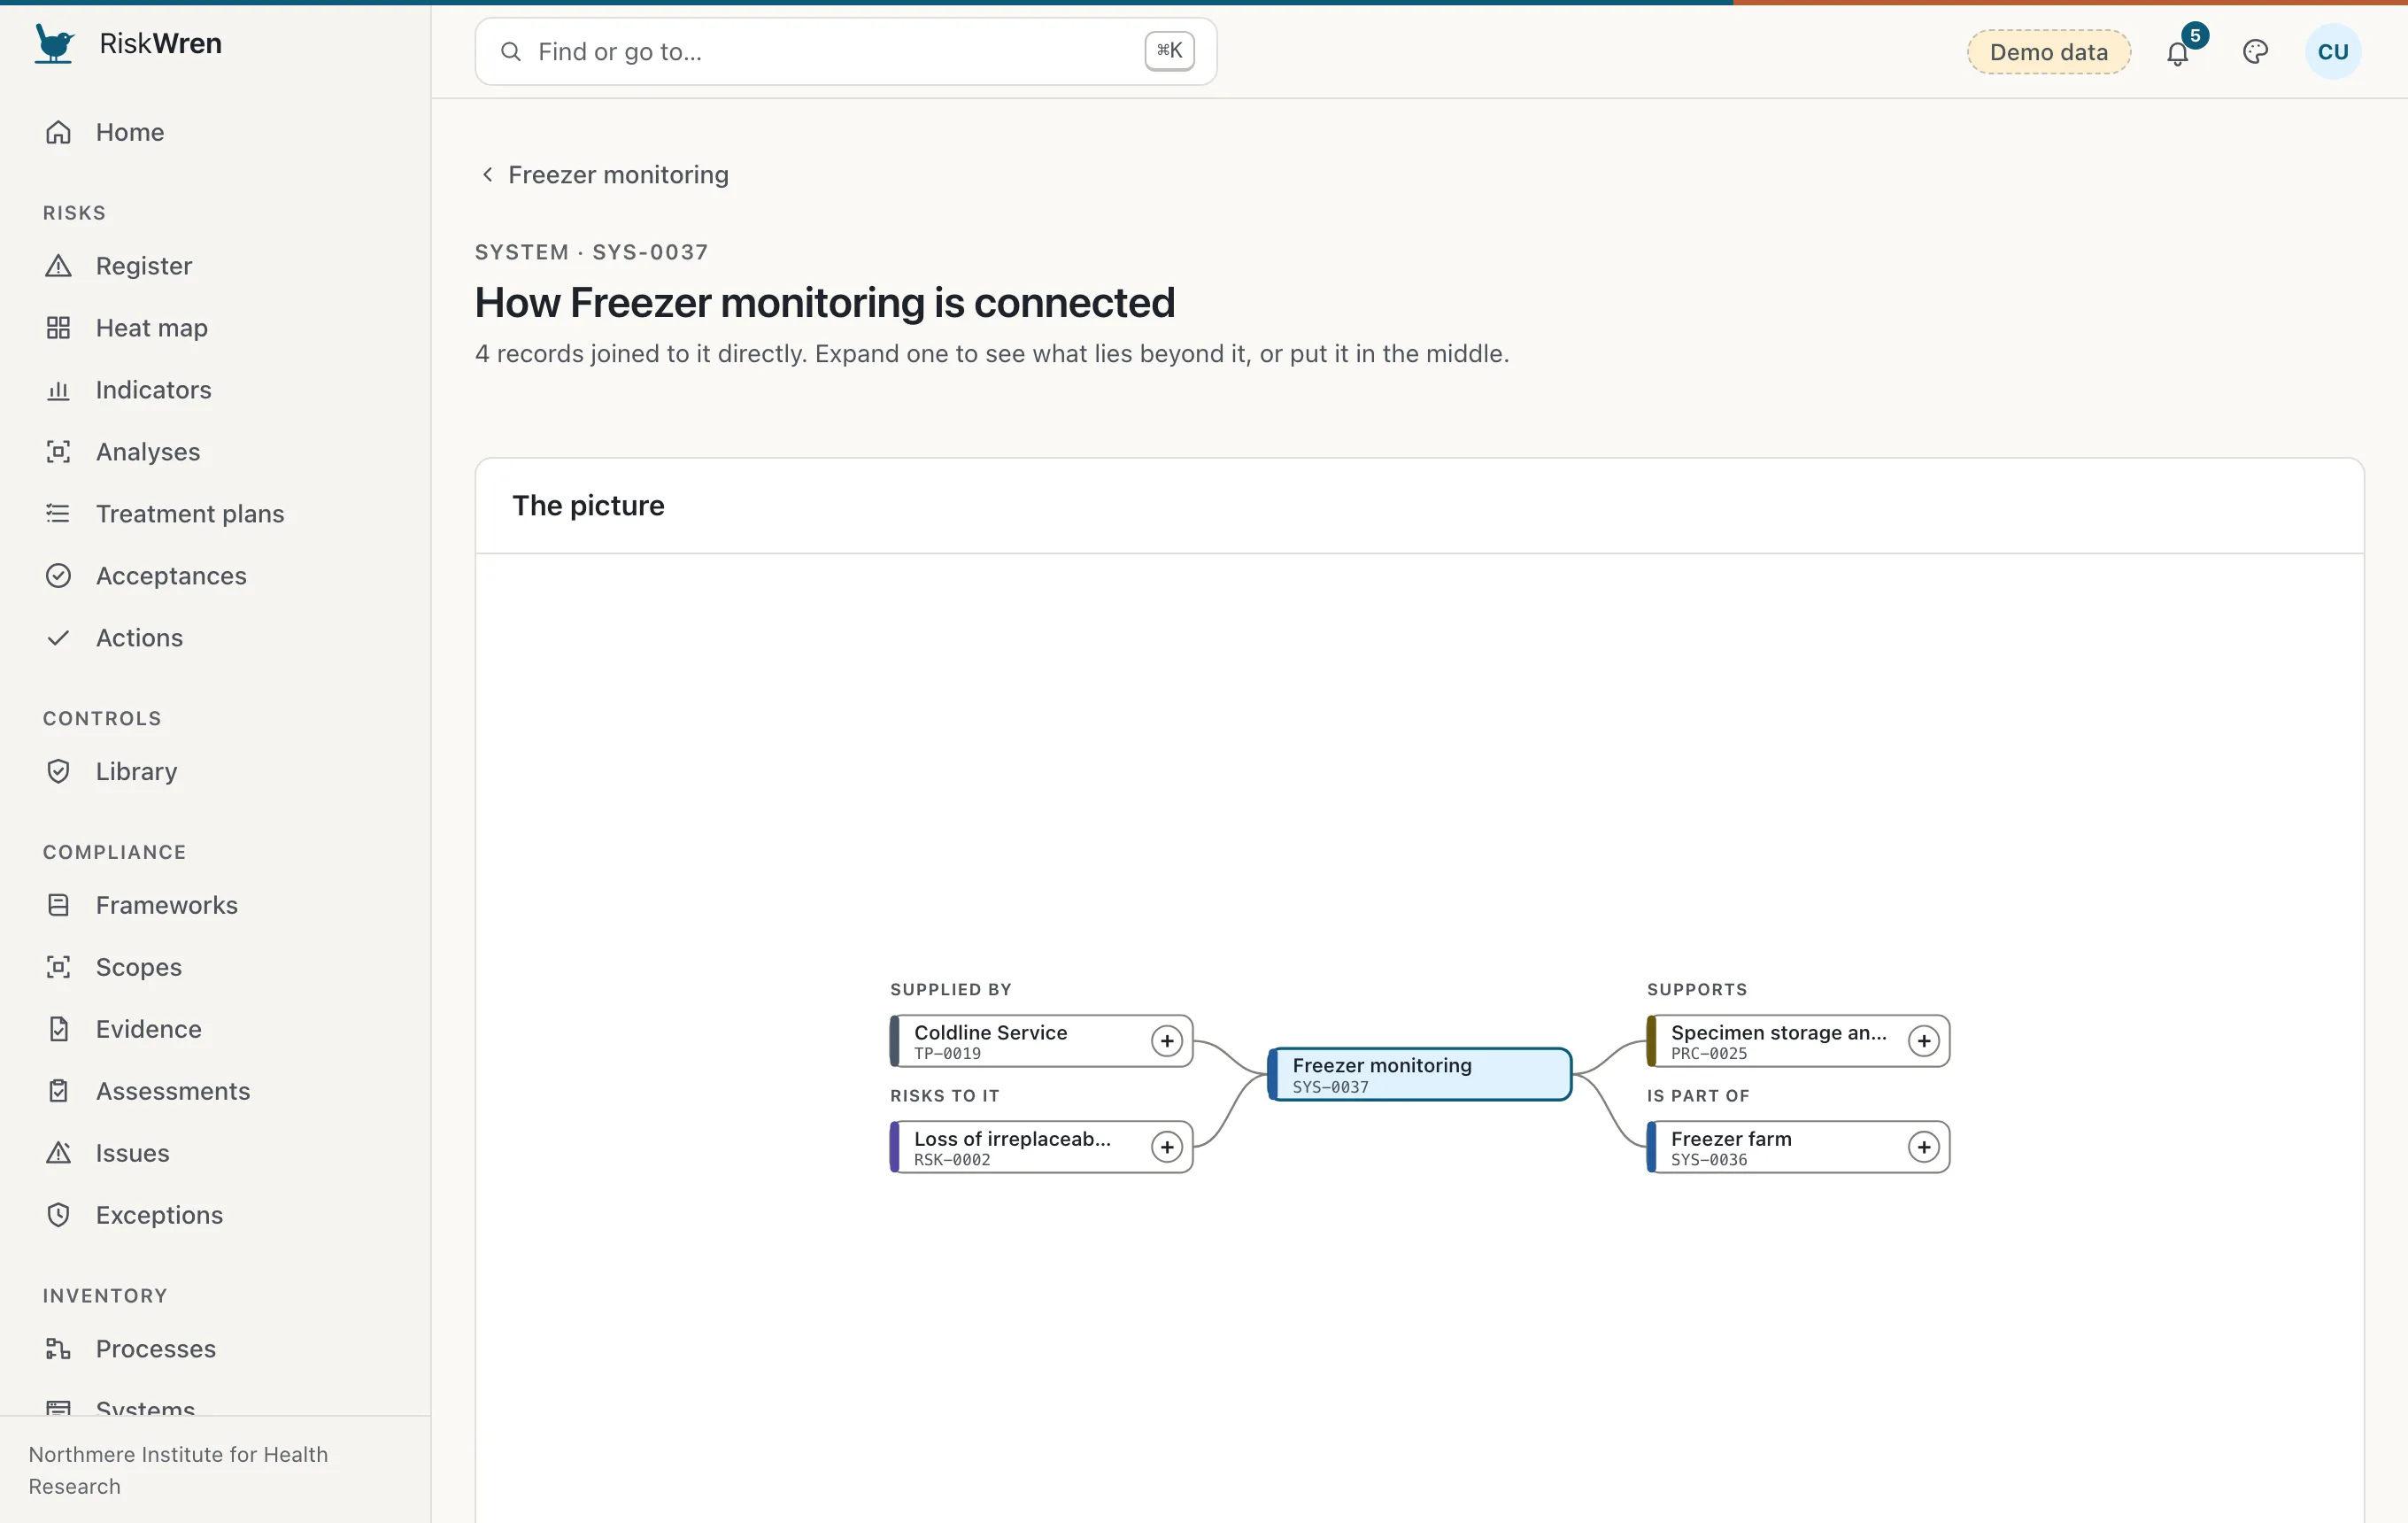 RiskWren
Find or go to...
⌘K
Demo data
5
CU
Home
RISKS
Register
Heat map
Indicators
Analyses
Treatment plans
Acceptances
Actions
CONTROLS
Library
COMPLIANCE
Frameworks
Scopes
Evidence
Assessments
Issues
Exceptions
INVENTORY
Processes
Systems
Northmere Institute for Health
Research
Freezer monitoring
SYSTEM · SYS-0037
How Freezer monitoring is connected
4 records joined to it directly. Expand one to see what lies beyond it, or put it in the middle.
The picture
SUPPLIED BY
Coldline Service
TP-0019
RISKS TO IT
Loss of irreplaceab...
RSK-0002
Freezer monitoring
SYS-0037
SUPPORTS
Specimen storage an...
PRC-0025
IS PART OF
Freezer farm
SYS-0036